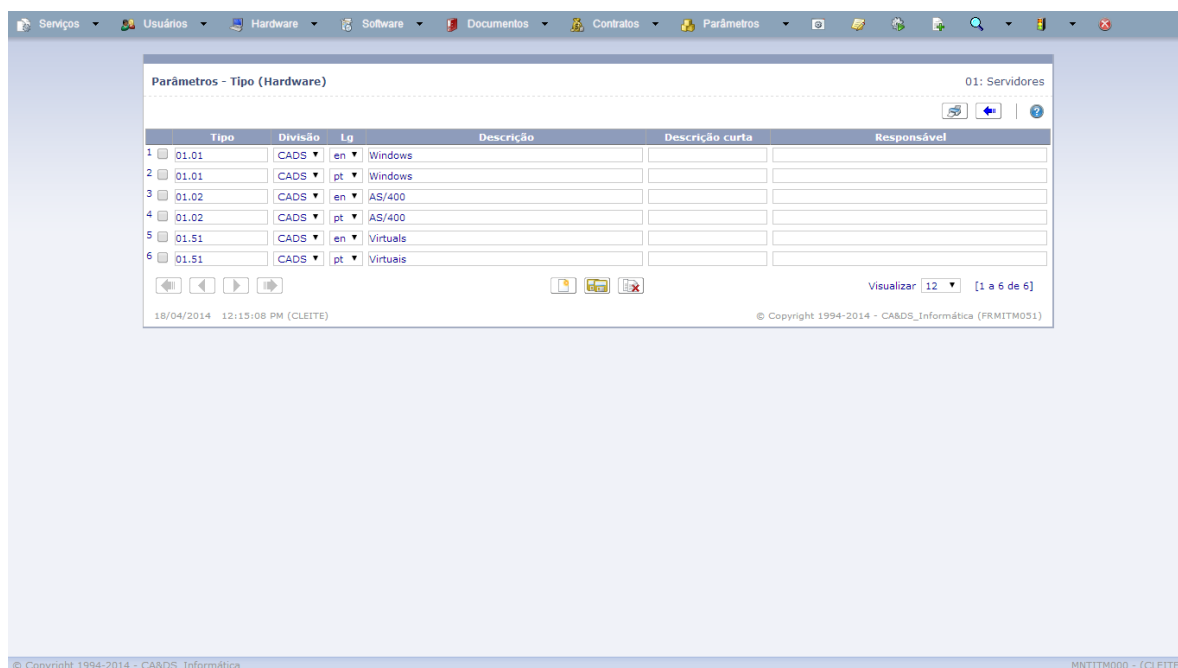 Serviços Usuários Hardware Software Documentos Contratos Parâmetros
Parâmetros - Tipo (Hardware) 01: Servidores
Tipo Divisão Lg Descrição Descrição curta Responsável
1 01.01 CADS en Windows
2 01.01 CADS pt Windows
3 01.02 CADS en AS/400
4 01.02 CADS pt AS/400
5 01.51 CADS en Virtuals
6 01.51 CADS pt Virtuais
Visualizar 12 [1 a 6 de 6]
18/04/2014 12:15:08 PM (CLEITE) © Copyright 1994-2014 - CA&DS_Informática (FRMITM051)
© Copyright 1994-2014 - CA&DS_Informática MNTITM000 - (CLEITE